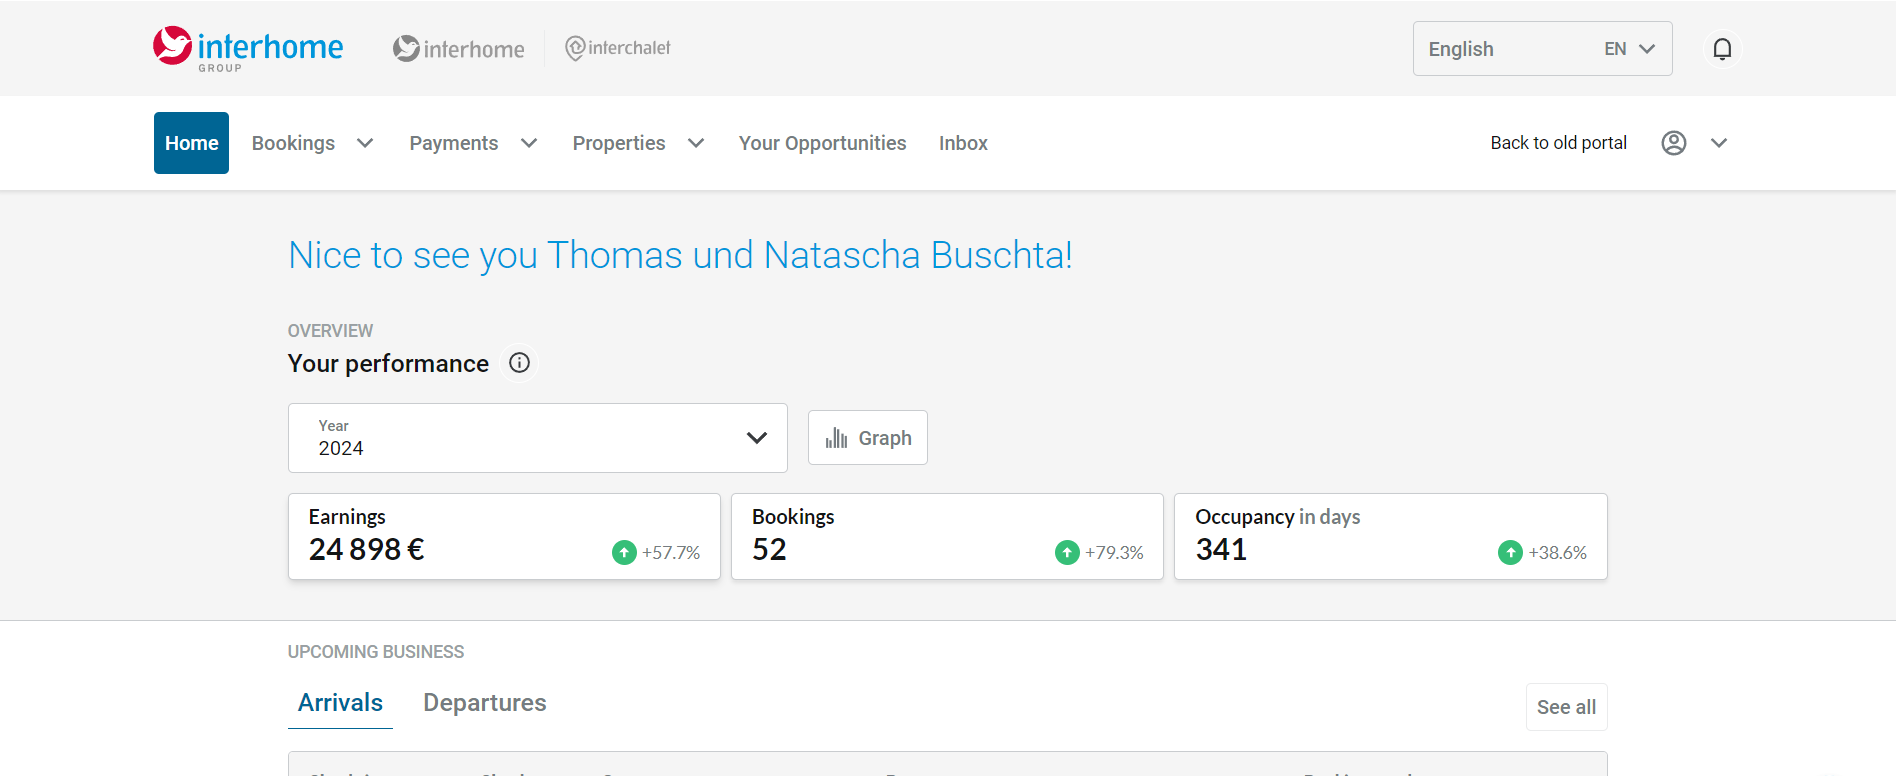 interhome
GROUP
interhome
interchalet
English EN
Home Bookings Payments Properties Your Opportunities Inbox Back to old portal
Nice to see you Thomas und Natascha Buschta!
OVERVIEW
Your performance
Year
2024
Graph
Earnings
24 898 €
+57.7%
Bookings
52
+79.3%
Occupancy in days
341
+38.6%
UPCOMING BUSINESS
Arrivals Departures
See all